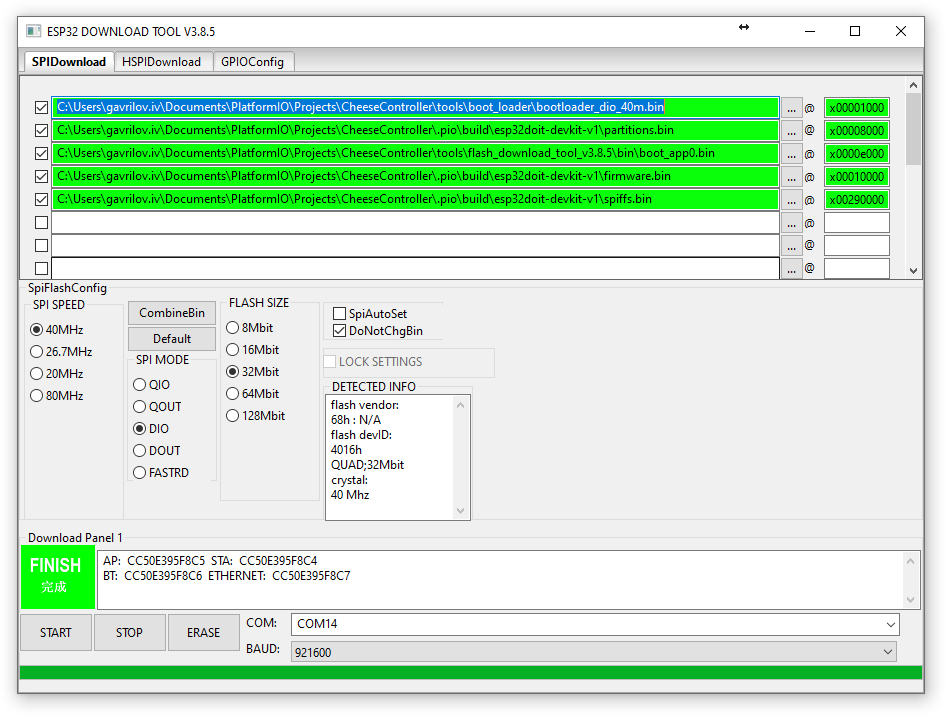 ESP32 DOWNLOAD TOOL V3.8.5
SPIDownload HSPIDownload GPIOConfig
C:\Users\gavrilov.iv\Documents\PlatformIO\Projects\CheeseController\tools\boot_loader\bootloader_dio_40m.bin ... @ x00001000
C:\Users\gavrilov.iv\Documents\PlatformIO\Projects\CheeseController\.pio\build\esp32doit-devkit-v1\partitions.bin ... @ x00008000
C:\Users\gavrilov.iv\Documents\PlatformIO\Projects\CheeseController\tools\flash_download_tool_v3.8.5\bin\boot_app0.bin ... @ x0000e000
C:\Users\gavrilov.iv\Documents\PlatformIO\Projects\CheeseController\.pio\build\esp32doit-devkit-v1\firmware.bin ... @ x00010000
C:\Users\gavrilov.iv\Documents\PlatformIO\Projects\CheeseController\.pio\build\esp32doit-devkit-v1\spiffs.bin ... @ x00290000
... @
... @
... @
SpiFlashConfig
SPI SPEED
40MHz
26.7MHz
20MHz
80MHz
CombineBin
Default
SPI MODE
QIO
QOUT
DIO
DOUT
FASTRD
FLASH SIZE
8Mbit
16Mbit
32Mbit
64Mbit
128Mbit
SpiAutoSet
DoNotChgBin
LOCK SETTINGS
DETECTED INFO
flash vendor:
68h : N/A
flash devID:
4016h
QUAD;32Mbit
crystal:
40 Mhz
Download Panel 1
FINISH
完成
AP: CC50E395F8C5 STA: CC50E395F8C4
BT: CC50E395F8C6 ETHERNET: CC50E395F8C7
START STOP ERASE
COM: COM14
BAUD: 921600